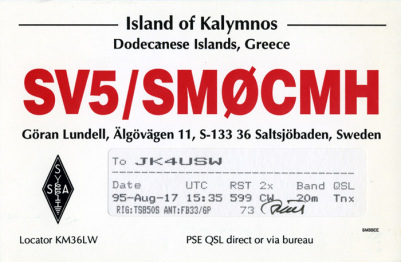 Island of Kalymnos
Dodecanese Islands, Greece
SV5/SMØCMH
Göran Lundell, Älgövägen 11, S-133 36 Saltsjöbaden, Sweden
To JK4USW
Date UTC RST 2x Band QSL
95-Aug-17 15:35 599 CW 20m Tnx
RIG:TS850S ANT:FB33/GP 73
SSA
Locator KM36LW
PSE QSL direct or via bureau